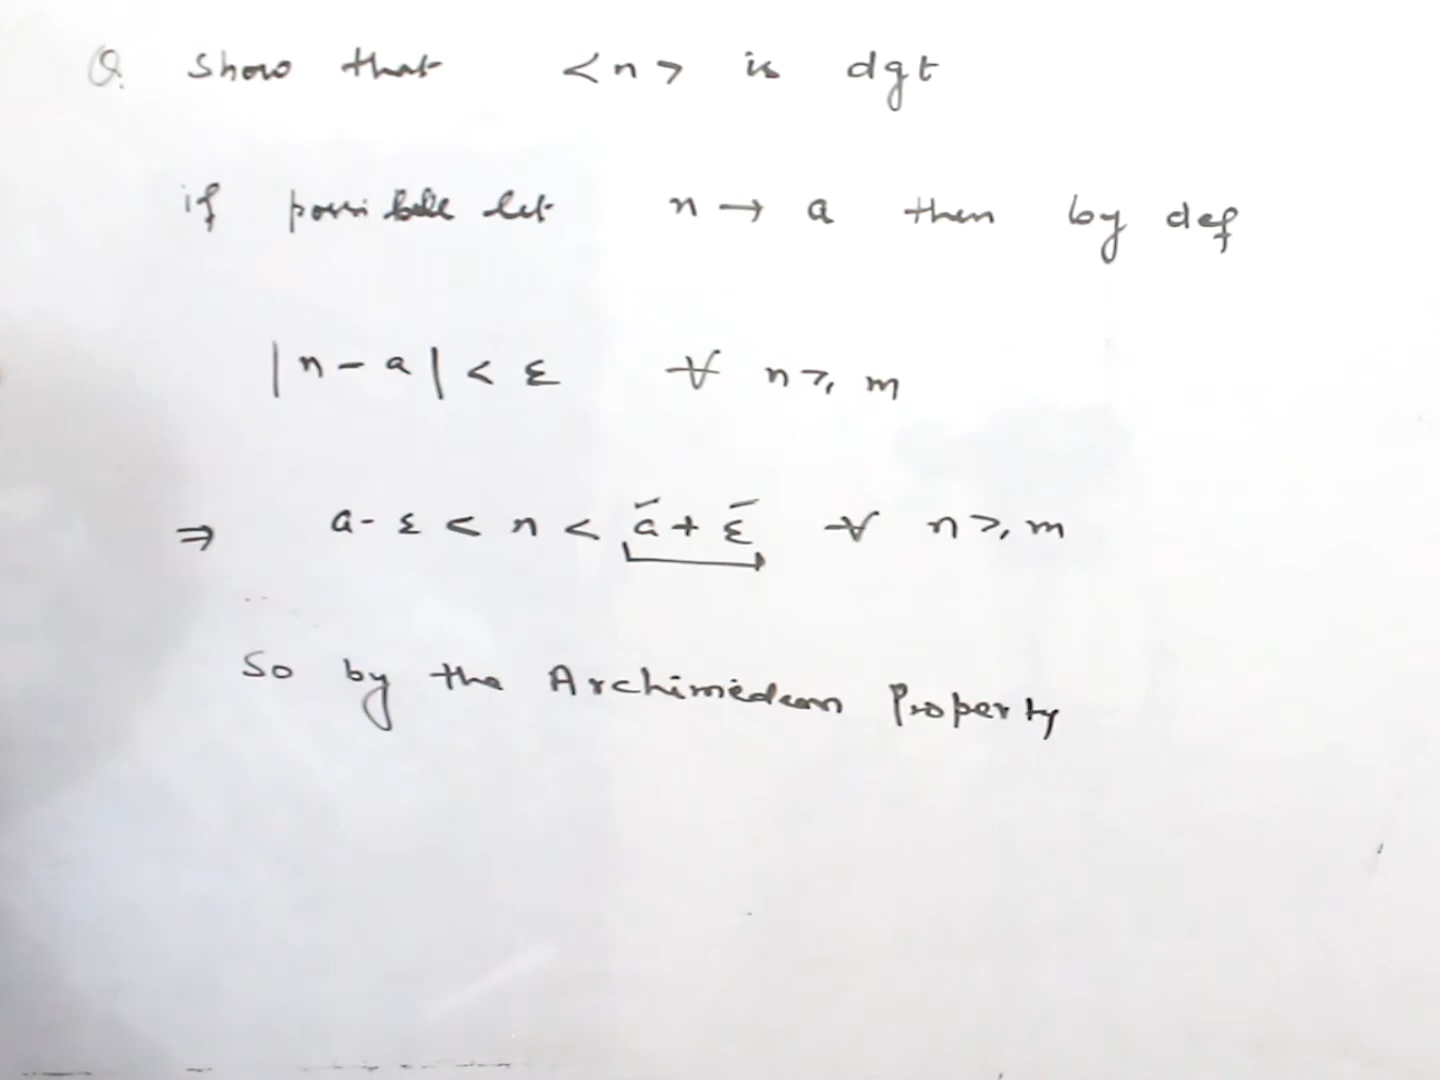 Q. Show that <n> is dgt
if possible let n → a then by def
|n - a| < ε ∀ n ⩾ m
⇒ a - ε < n < a + ε ∀ n ⩾ m
So by the Archimedean Property